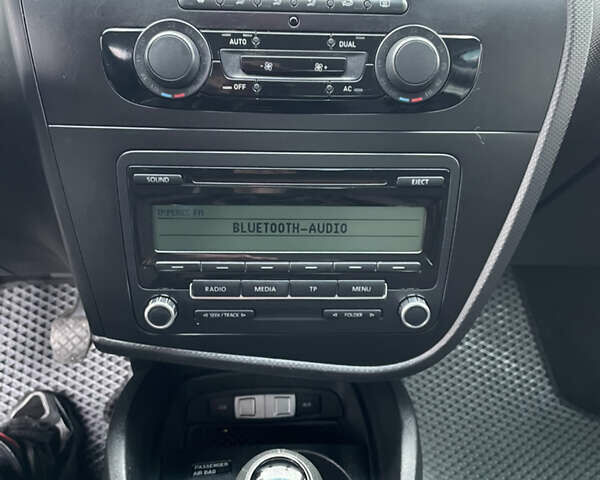 AUTO
DUAL
OFF
AC
SOUND
EJECT
BLUETOOTH-AUDIO
RADIO
MEDIA
TP
MENU
SEEK/TRACK
FOLDER
PASSENGER
AIR BAG